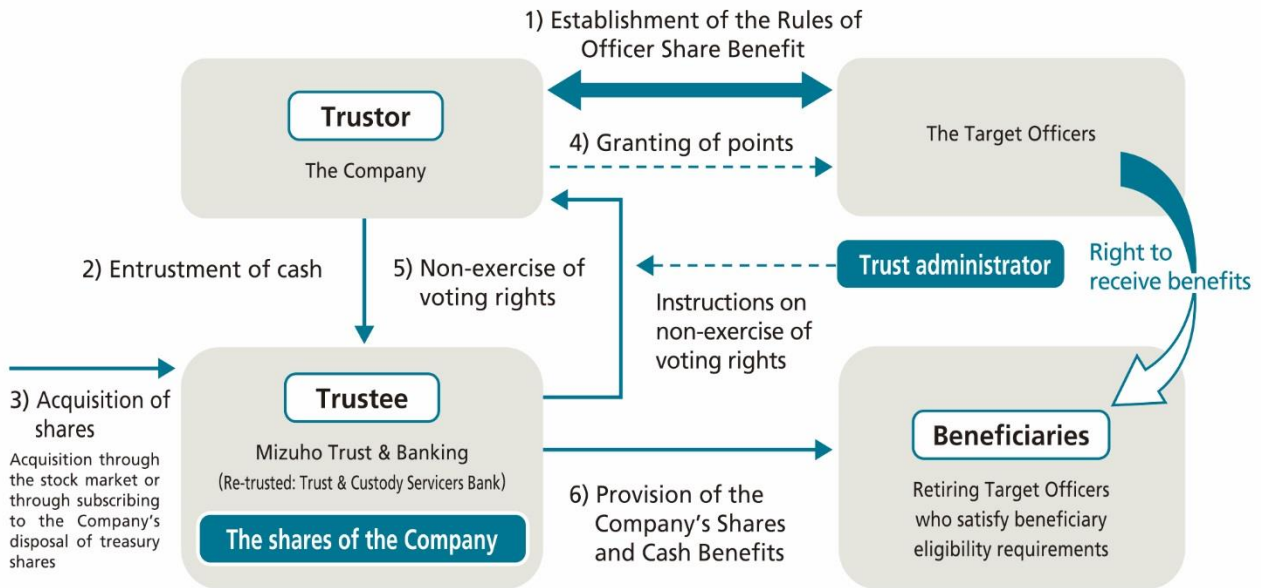 1) Establishment of the Rules of
Officer Share Benefit
Trustor
The Company
The Target Officers
4) Granting of points
2) Entrustment of cash
5) Non-exercise of
voting rights
Trust administrator
Instructions on
non-exercise of
voting rights
Right to
receive benefits
3) Acquisition of
shares
Acquisition through
the stock market or
through subscribing
to the Company's
disposal of treasury
shares
Trustee
Mizuho Trust & Banking
(Re-trusted: Trust & Custody Servicers Bank)
The shares of the Company
6) Provision of the
Company's Shares
and Cash Benefits
Beneficiaries
Retiring Target Officers
who satisfy beneficiary
eligibility requirements